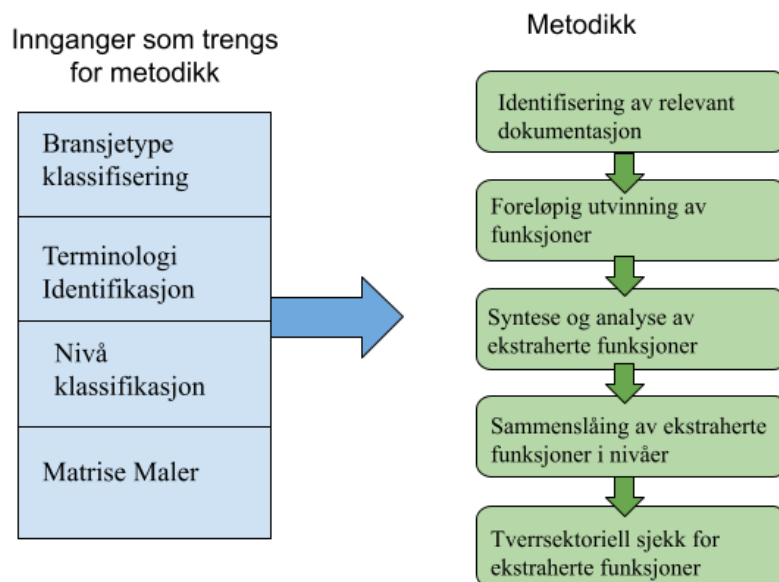 Innganger som trengs
for metodikk
Bransjetype
klassifisering
Terminologi
Identifikasjon
Nivå
klassifikasjon
Matrise Maler
Metodikk
Identifisering av relevant
dokumentasjon
Foreløpig utvinning av
funksjoner
Syntese og analyse av
ekstraherte funksjoner
Sammenslåing av ekstraherte
funksjoner i nivåer
Tverrsektoriell sjekk for
ekstraherte funksjoner